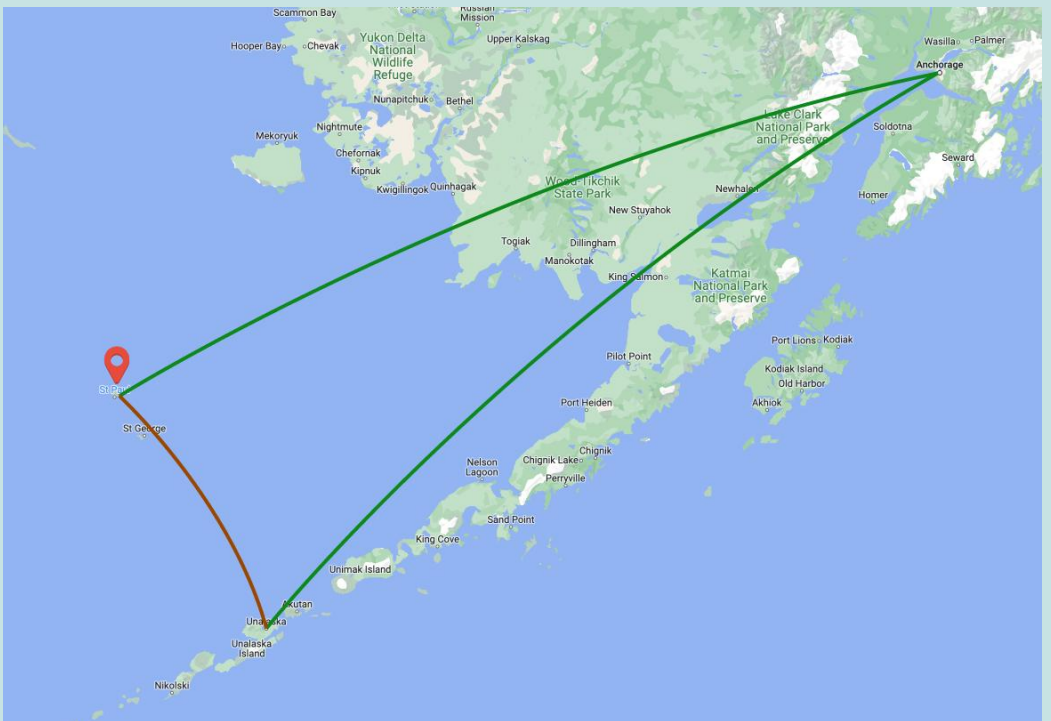 Scammon Bay
Russian
Mission
Hooper Bay
Chevak
Yukon Delta
National
Wildlife
Refuge
Upper Kalskag
Wasilla
Palmer
Anchorage
Nunapitchuk
Bethel
Lake Clark
National Park
and Preserve
Soldotna
Nightmute
Mekoryuk
Chefornak
Kipnuk
Seward
Kwigillingok
Quinhagak
Wood-Tikchik
State Park
Newhalen
Homer
New Stuyahok
Togiak
Dillingham
Manokotak
King Salmon
Katmai
National Park
and Preserve
Port Lions
Kodiak
Pilot Point
Kodiak Island
Old Harbor
St Pau
Akhiok
Port Heiden
St George
Chignik
Chignik Lake
Nelson
Lagoon
Perryville
Sand Point
King Cove
Unimak Island
Akutan
Unalaska
Unalaska
Island
Nikolski